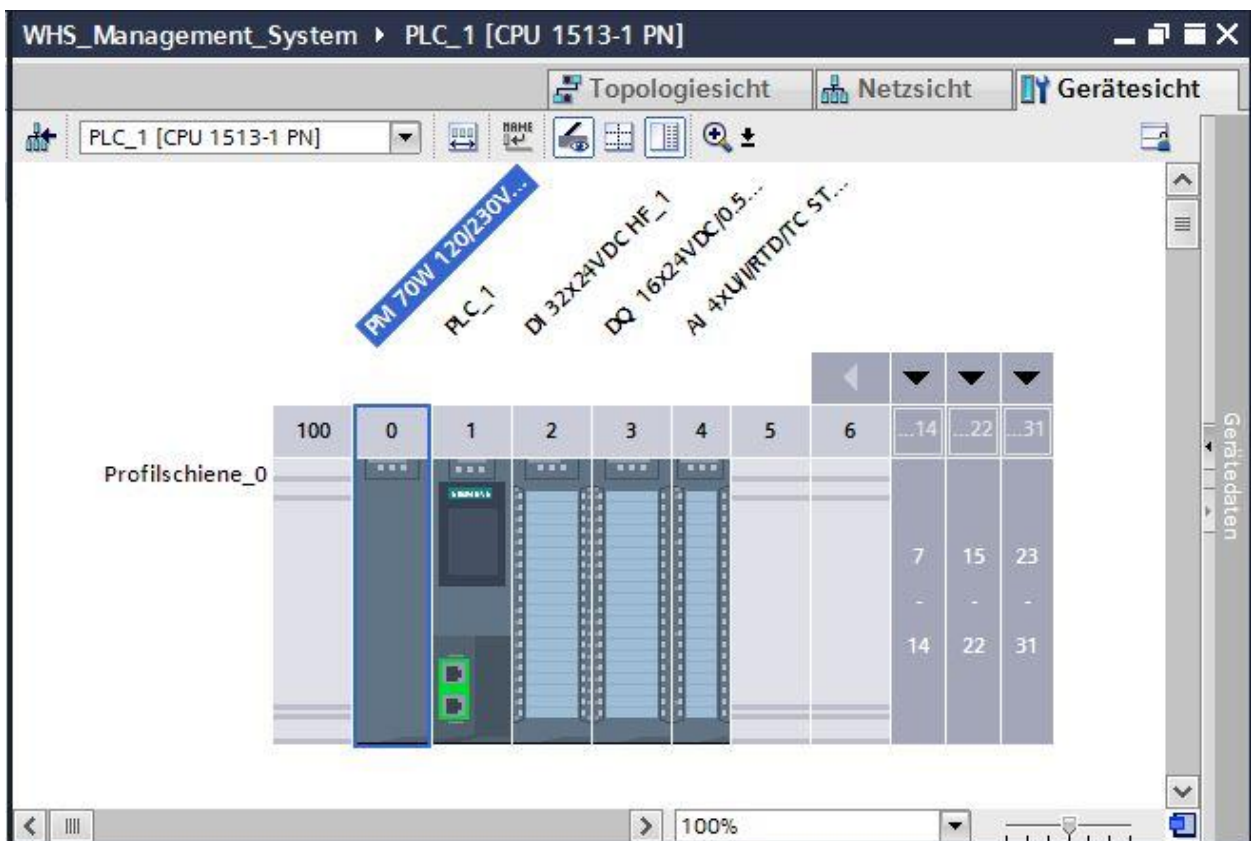 WHS_Management_System ▸ PLC_1 [CPU 1513-1 PN]
Topologiesicht Netzsicht Gerätesicht
PLC_1 [CPU 1513-1 PN] NAME
PM 70W 120/230V...
PLC_1
DI 32x24VDC HF_1
DQ 16x24VDC/0.5...
AI 4xU/I/RTD/TC ST...
100 0 1 2 3 4 5 6 ...14 ...22 ...31
Profilschiene_0
SIEMENS
7 15 23
- - -
14 22 31
Gerätedaten
100%